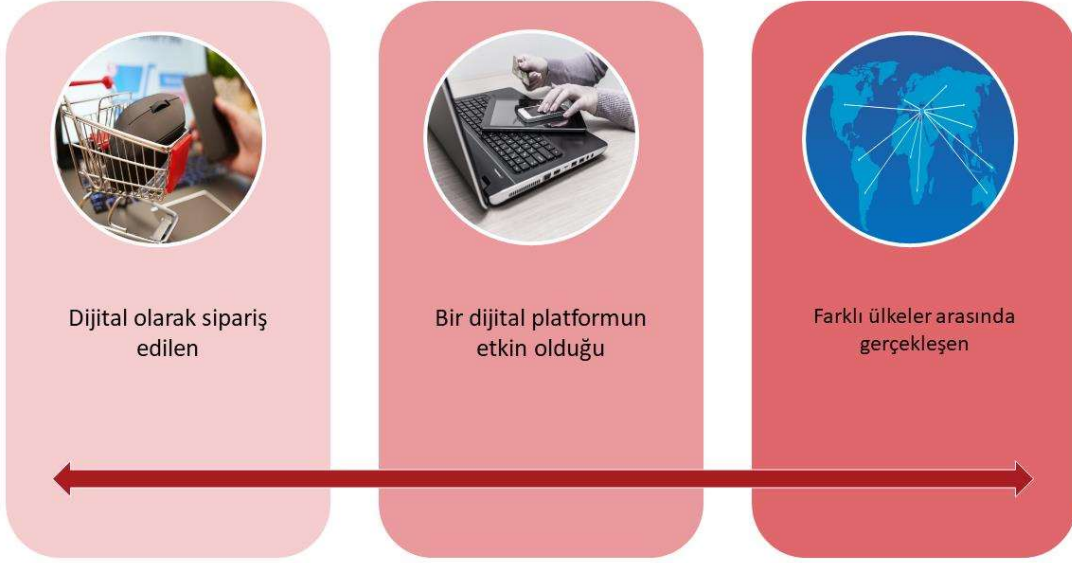 Dijital olarak sipariş
edilen
Bir dijital platformun
etkin olduğu
Farklı ülkeler arasında
gerçekleşen